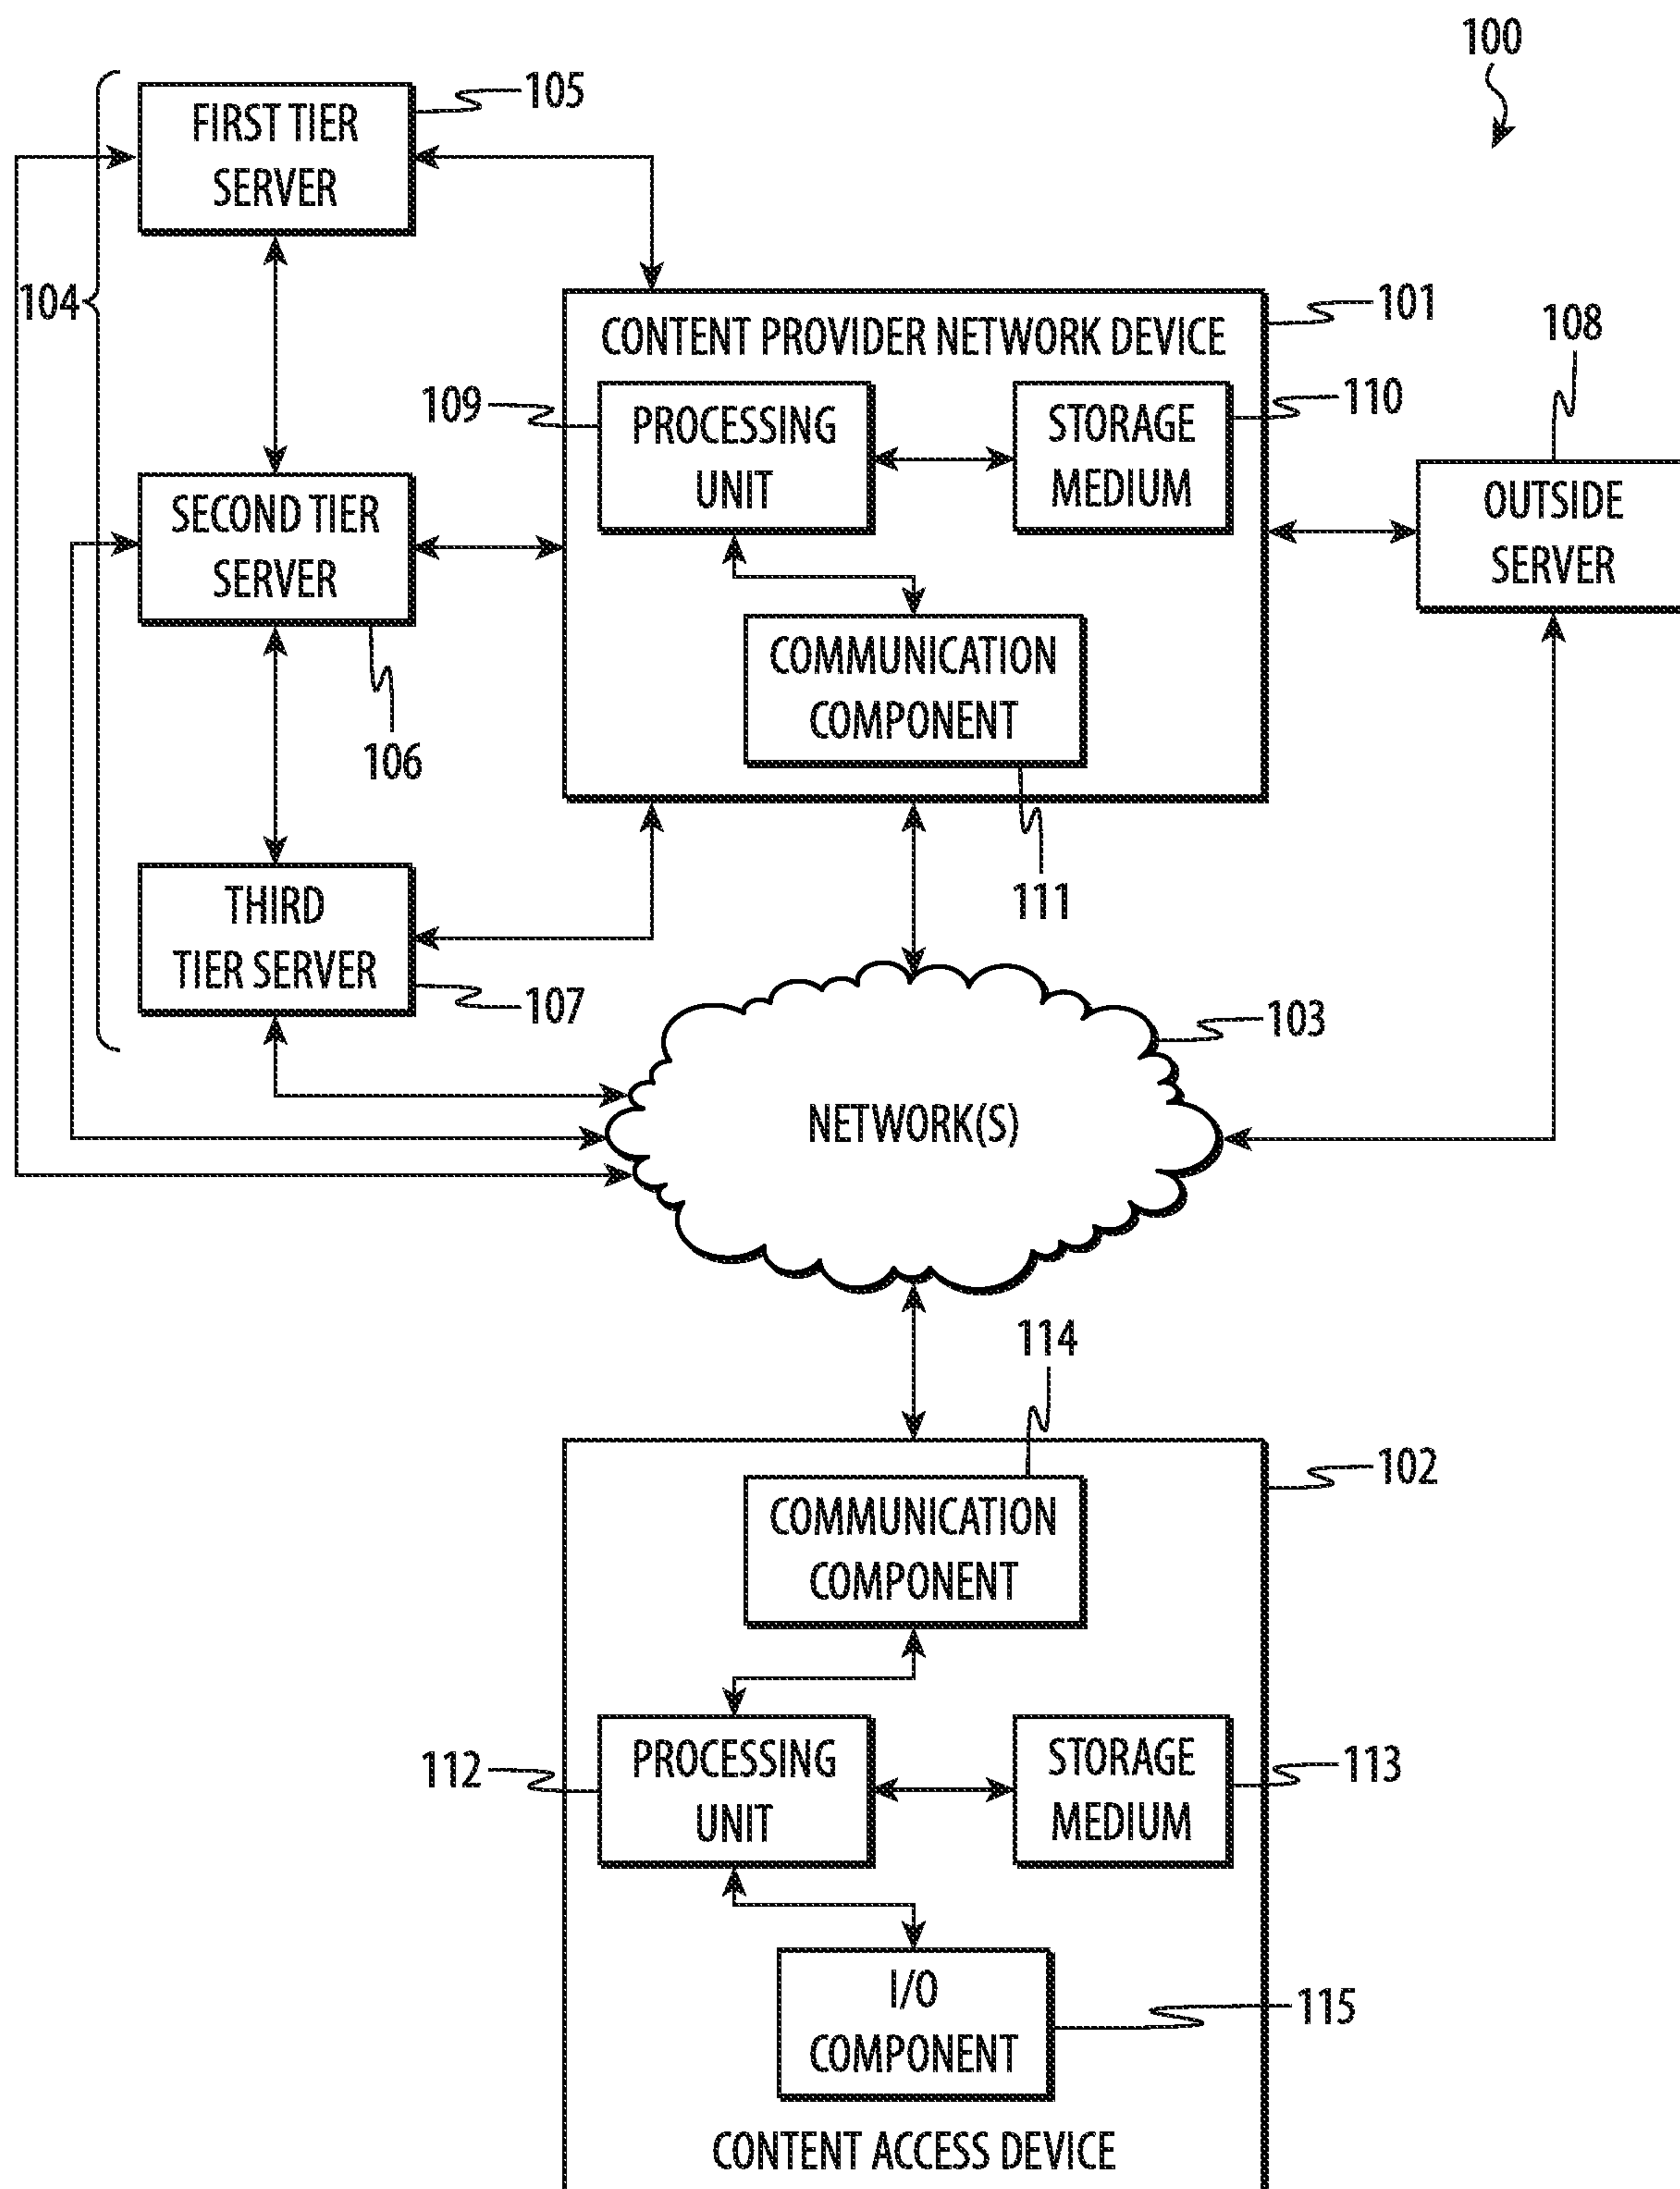 100
FIRST TIER
SERVER
105
104
CONTENT PROVIDER NETWORK DEVICE
101
108
109
PROCESSING
UNIT
STORAGE
MEDIUM
110
SECOND TIER
SERVER
OUTSIDE
SERVER
COMMUNICATION
COMPONENT
106
111
THIRD
TIER SERVER
107
103
NETWORK(S)
114
102
COMMUNICATION
COMPONENT
112
PROCESSING
UNIT
STORAGE
MEDIUM
113
I/O
COMPONENT
115
CONTENT ACCESS DEVICE